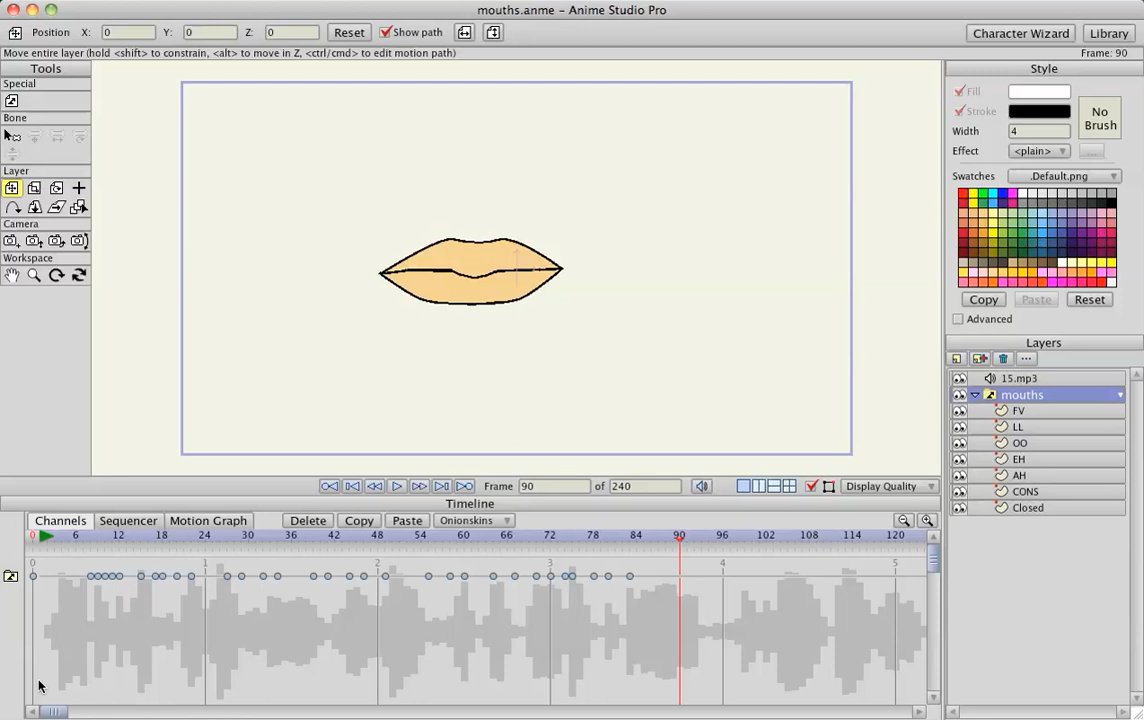 mouths.anme – Anime Studio Pro
Position X: 0 Y: 0 Z: 0 Reset Show path Character Wizard Library
Move entire layer (hold <shift> to constrain, <alt> to move in Z, <ctrl/cmd> to edit motion path) Frame: 90
Tools
Special
Bone
Layer
Camera
Workspace
Style
Fill
Stroke
No Brush
Width 4
Effect <plain> ...
Swatches .Default.png
Copy Paste Reset
Advanced
Layers
15.mp3
mouths
FV
LL
OO
EH
AH
CONS
Closed
Frame 90 of 240 Display Quality
Timeline
Channels Sequencer Motion Graph Delete Copy Paste Onionskins
0 6 12 18 24 30 36 42 48 54 60 66 72 78 84 90 96 102 108 114 120
0 1 2 3 4 5